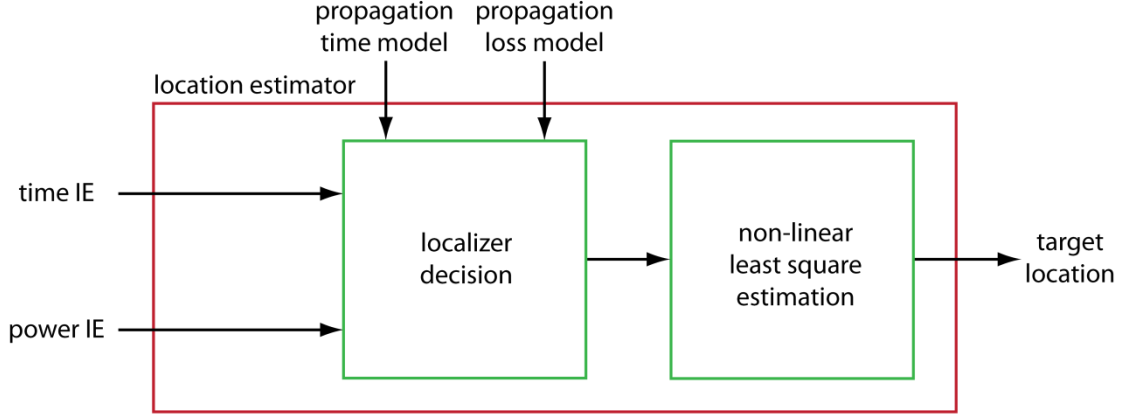 propagation
time model
propagation
loss model
location estimator
time IE
power IE
localizer
decision
non-linear
least square
estimation
target
location